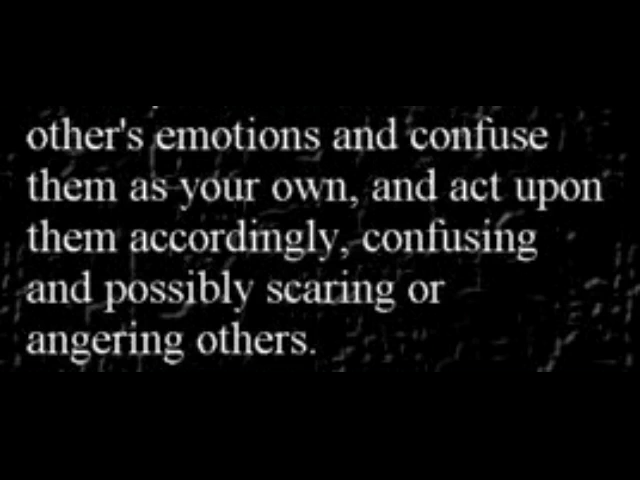 other's emotions and confuse
them as your own, and act upon
them accordingly, confusing
and possibly scaring or
angering others.